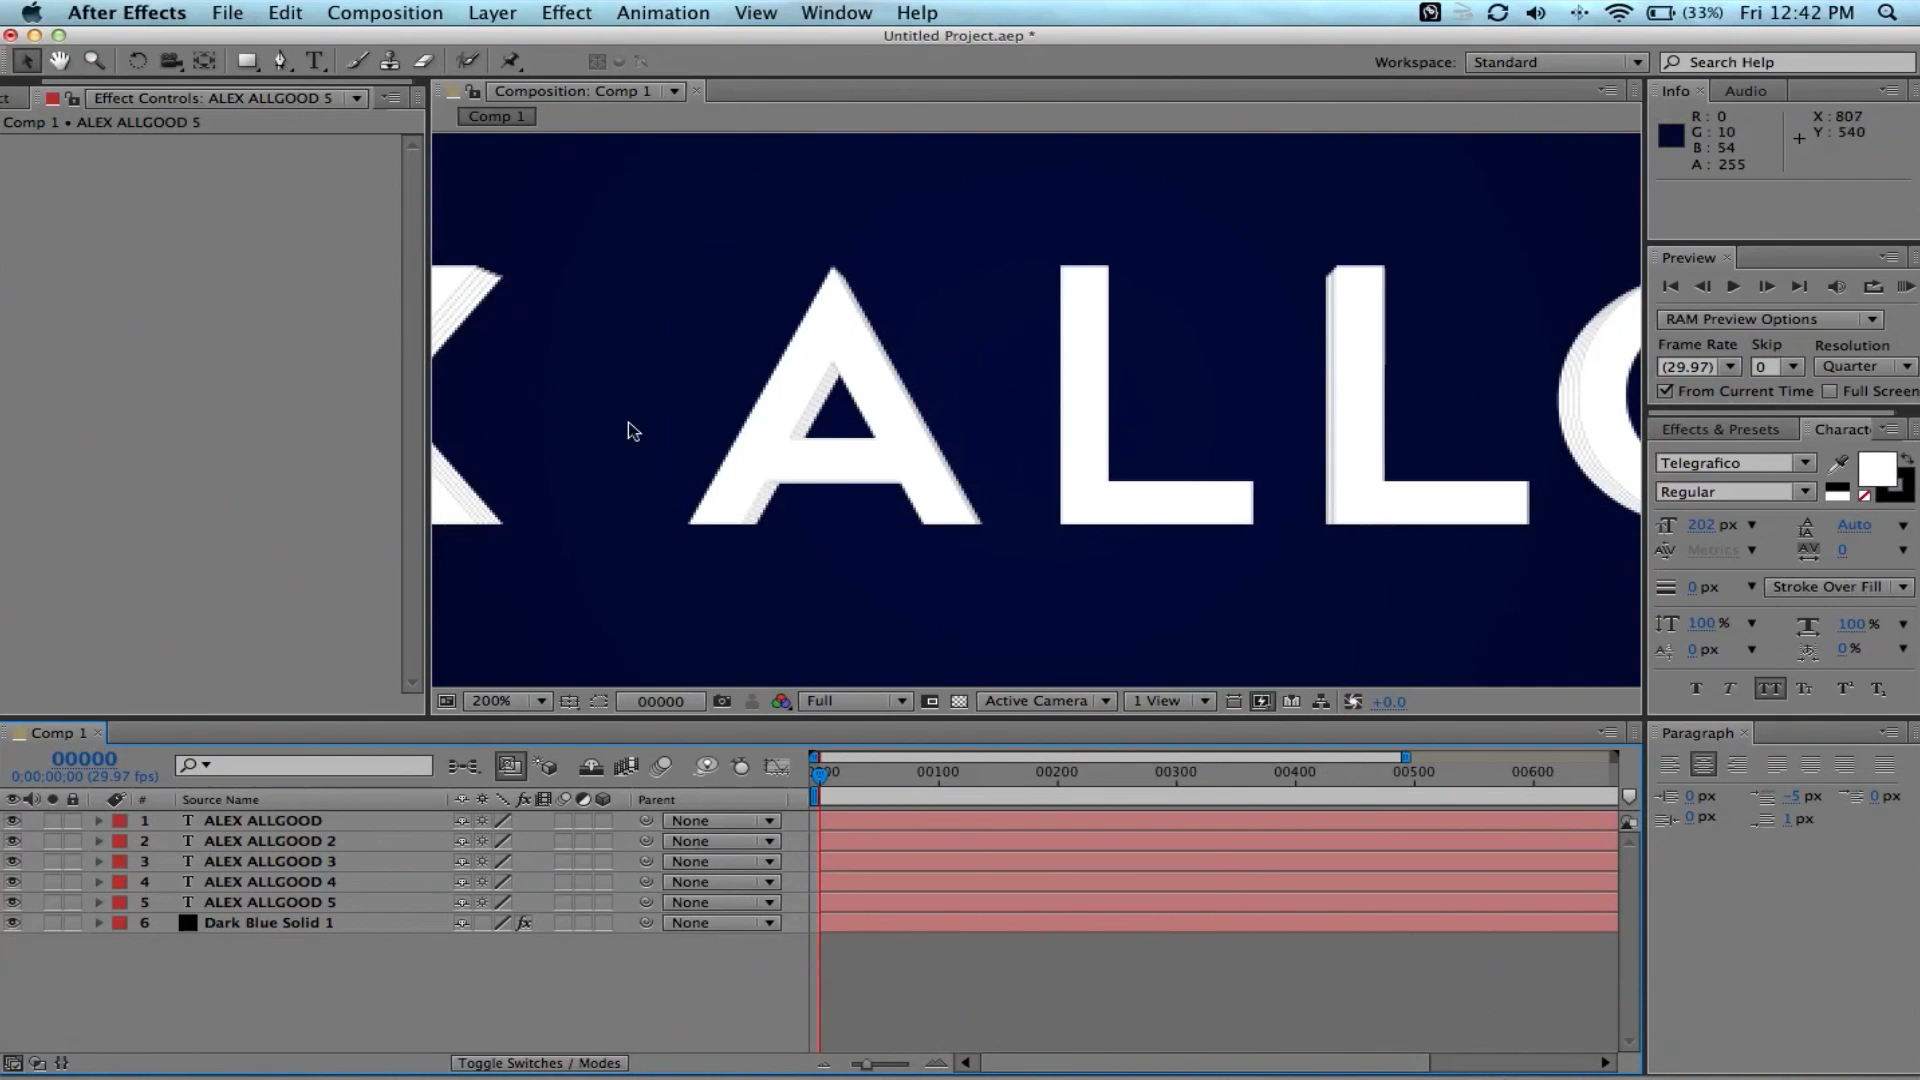 After Effects File Edit Composition Layer Effect Animation View Window Help (33%) Fri 12:42 PM
Untitled Project.aep *
Workspace: Standard Search Help
Effect Controls: ALEX ALLGOOD 5
Comp 1 • ALEX ALLGOOD 5
Composition: Comp 1
Comp 1
ALL
Info Audio
R : 0
G : 10
B : 54
A : 255
X : 807
Y : 540
Preview
RAM Preview Options
Frame Rate Skip Resolution
(29.97) 0 Quarter
From Current Time Full Screen
Effects & Presets Charact
Telegrafico
Regular
202 px Auto
Metrics 0
0 px Stroke Over Fill
100 % 100 %
0 px 0 %
200% 00000 Full Active Camera 1 View +0.0
Comp 1
00000
0;00;00;00 (29.97 fps)
00100 00200 00300 00400 00500 00600
# Source Name Parent
1 T ALEX ALLGOOD None
2 T ALEX ALLGOOD 2 None
3 T ALEX ALLGOOD 3 None
4 T ALEX ALLGOOD 4 None
5 T ALEX ALLGOOD 5 None
6 Dark Blue Solid 1 fx None
Toggle Switches / Modes
Paragraph
0 px -5 px 0 px
0 px 1 px